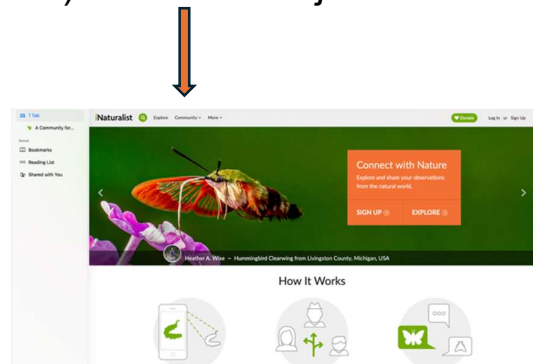 1 Tab
A Community for...
Saved
Bookmarks
Reading List
Shared with You
iNaturalist Explore Community More Donate Log In or Sign Up
Connect with Nature
Explore and share your observations
from the natural world.
SIGN UP EXPLORE
Heather A. Wise – Hummingbird Clearwing from Livingston County, Michigan, USA
How It Works